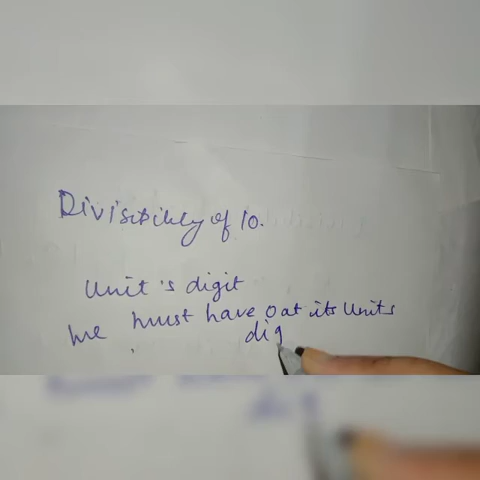 Divisibility of 10.
Unit's digit
we must have 0 at its Units
dig